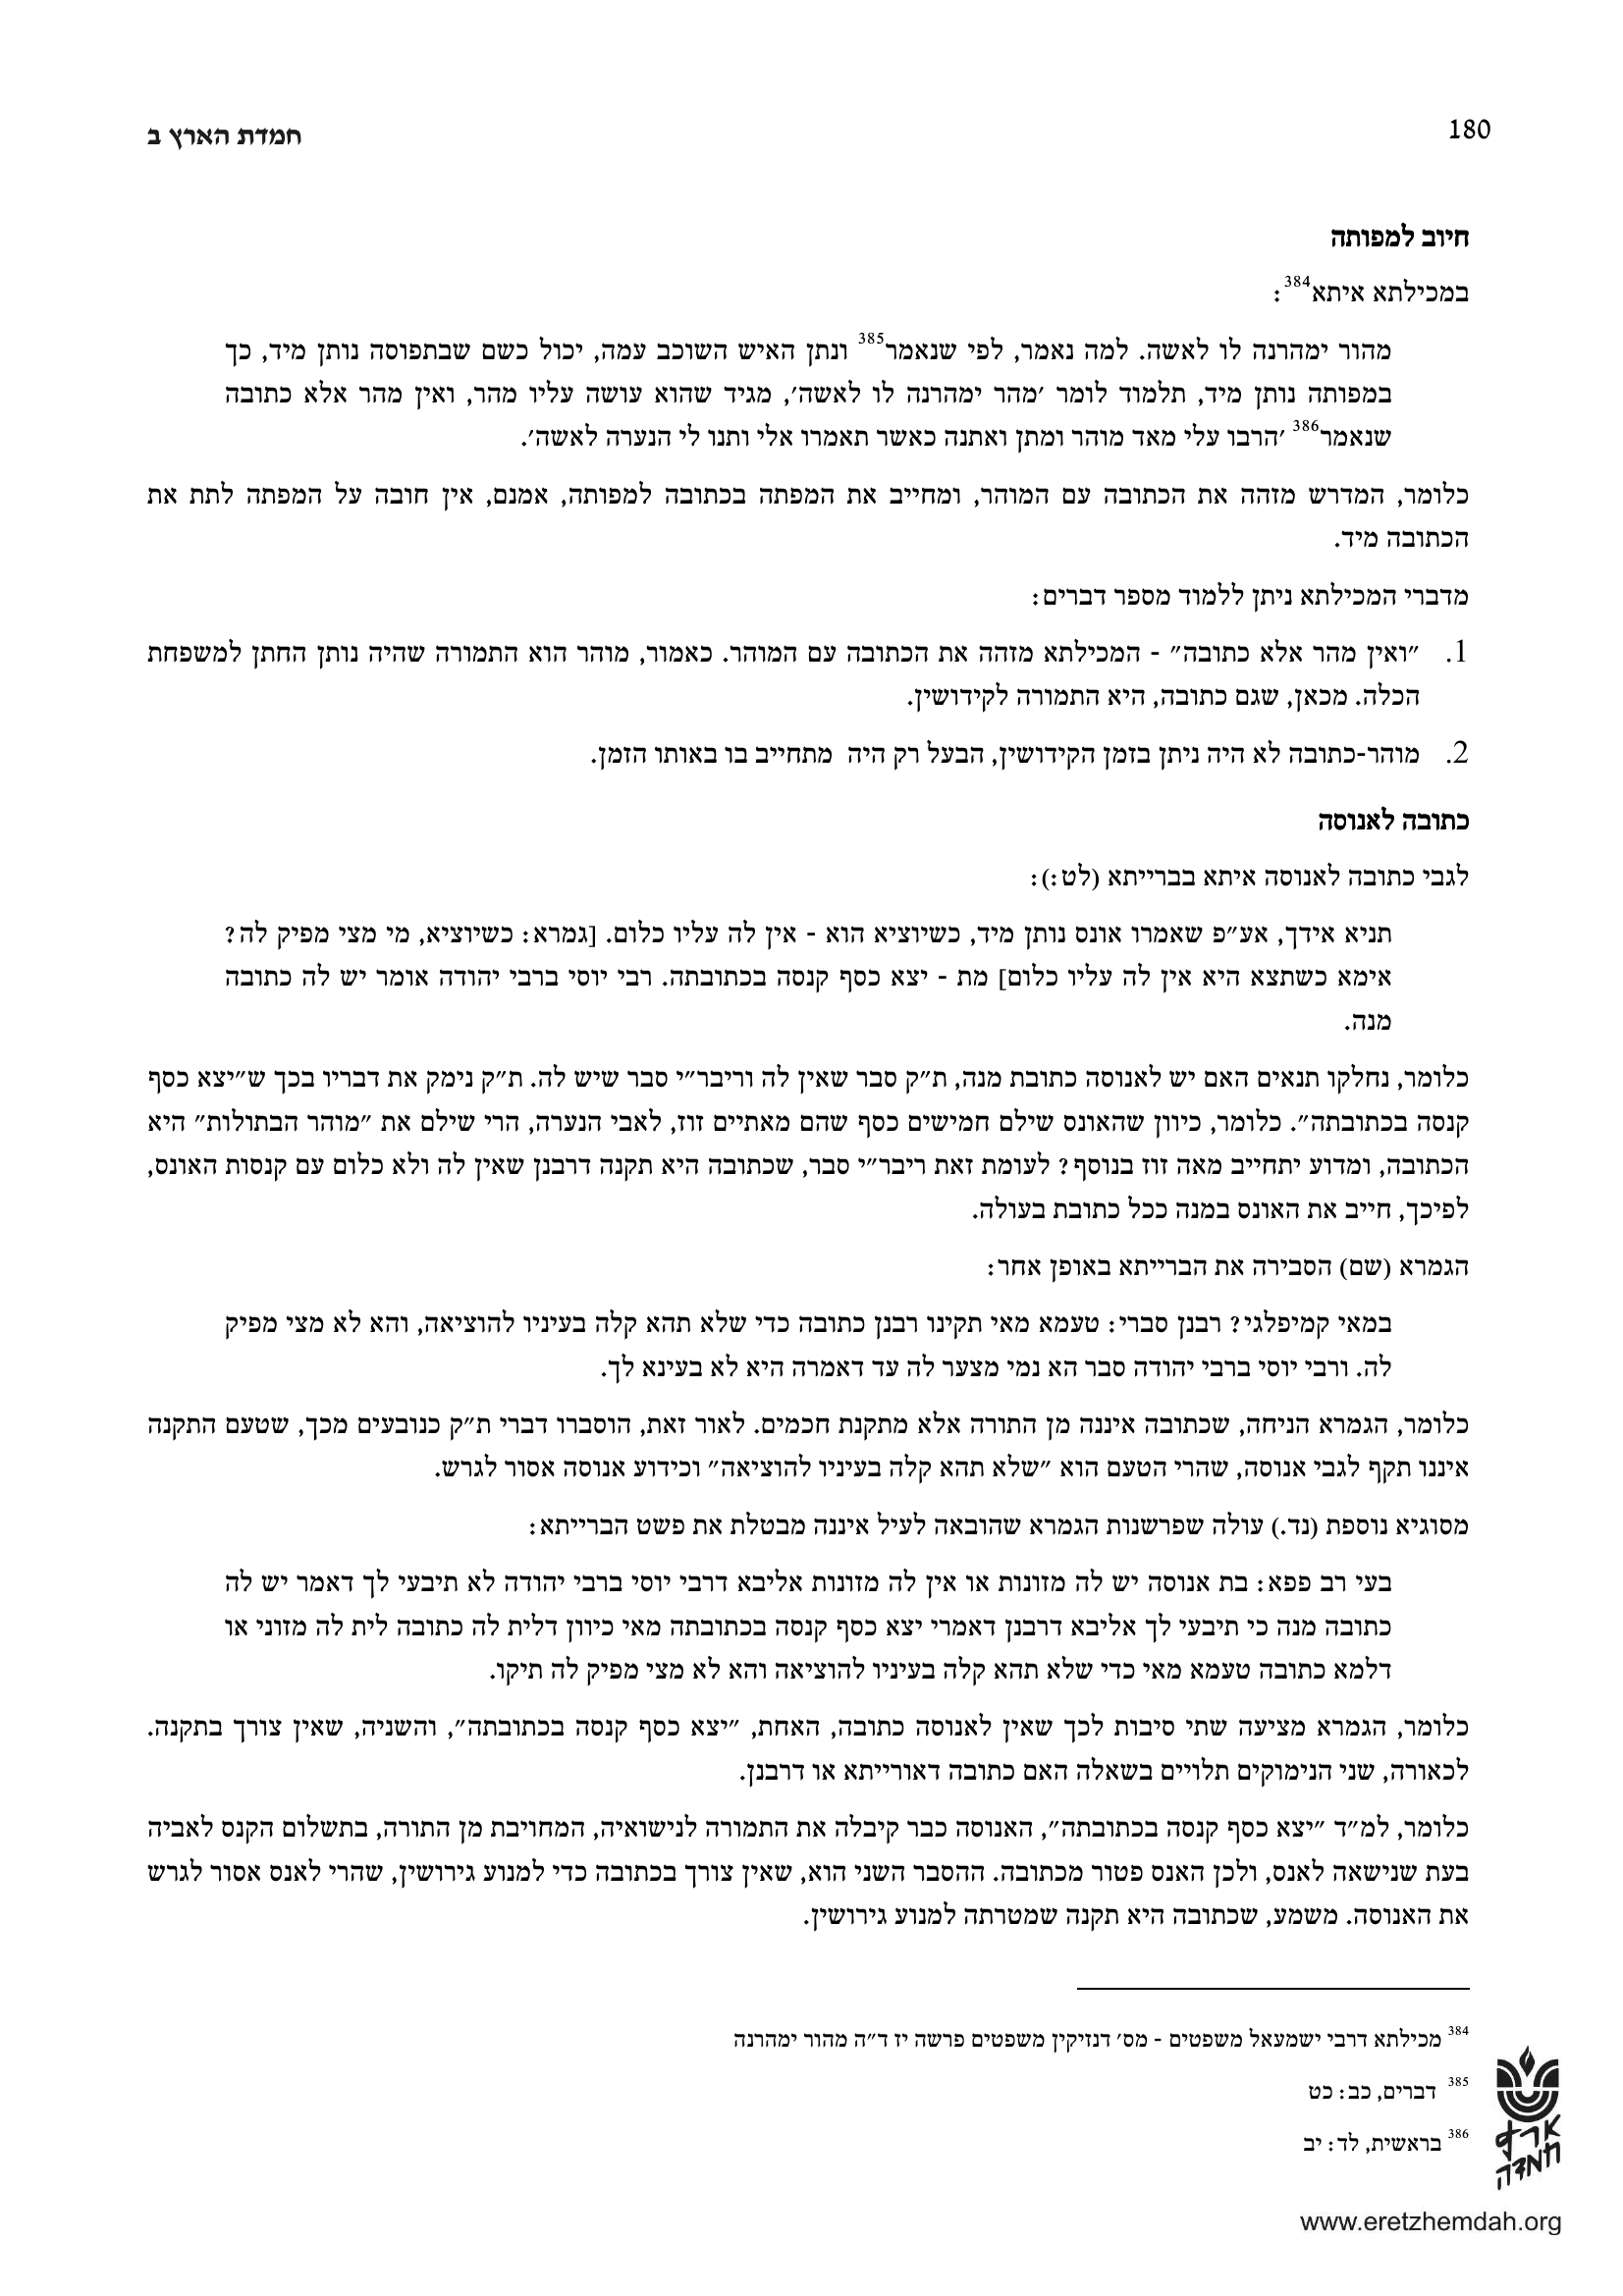 180
חמדת הארץ ב
חיוב למפותה
במכילתא איתא384:
מהור ימהרנה לו לאשה. למה נאמר, לפי שנאמר385 ונתן האיש השוכב עמה, יכול כשם שבתפוסה נותן מיד, כך
במפותה נותן מיד, תלמוד לומר ׳מהר ימהרנה לו לאשה׳, מגיד שהוא עושה עליו מהר, ואין מהר אלא כתובה
שנאמר386 ׳הרבו עלי מאד מוהר ומתן ואתנה כאשר תאמרו אלי ותנו לי הנערה לאשה׳.
כלומר, המדרש מזהה את הכתובה עם המוהר, ומחייב את המפתה בכתובה למפותה, אמנם, אין חובה על המפתה לתת את
הכתובה מיד.
מדברי המכילתא ניתן ללמוד מספר דברים:
1. ״ואין מהר אלא כתובה״ - המכילתא מזהה את הכתובה עם המוהר. כאמור, מוהר הוא התמורה שהיה נותן החתן למשפחת
הכלה. מכאן, שגם כתובה, היא התמורה לקידושין.
2. מוהר-כתובה לא היה ניתן בזמן הקידושין, הבעל רק היה מתחייב בו באותו הזמן.
כתובה לאנוסה
לגבי כתובה לאנוסה איתא בברייתא (לט:):
תניא אידך, אע״פ שאמרו אונס נותן מיד, כשיוציא הוא - אין לה עליו כלום. [גמרא: כשיוציא, מי מצי מפיק לה?
אימא כשתצא היא אין לה עליו כלום] מת - יצא כסף קנסה בכתובתה. רבי יוסי ברבי יהודה אומר יש לה כתובה
מנה.
כלומר, נחלקו תנאים האם יש לאנוסה כתובת מנה, ת״ק סבר שאין לה וריבר״י סבר שיש לה. ת״ק נימק את דבריו בכך ש״יצא כסף
קנסה בכתובתה״. כלומר, כיוון שהאונס שילם חמישים כסף שהם מאתיים זוז, לאבי הנערה, הרי שילם את ״מוהר הבתולות״ היא
הכתובה, ומדוע יתחייב מאה זוז בנוסף? לעומת זאת ריבר״י סבר, שכתובה היא תקנה דרבנן שאין לה ולא כלום עם קנסות האונס,
לפיכך, חייב את האונס במנה ככל כתובת בעולה.
הגמרא (שם) הסבירה את הברייתא באופן אחר:
במאי קמיפלגי? רבנן סברי: טעמא מאי תקינו רבנן כתובה כדי שלא תהא קלה בעיניו להוציאה, והא לא מצי מפיק
לה. ורבי יוסי ברבי יהודה סבר הא נמי מצער לה עד דאמרה היא לא בעינא לך.
כלומר, הגמרא הניחה, שכתובה איננה מן התורה אלא מתקנת חכמים. לאור זאת, הוסברו דברי ת״ק כנובעים מכך, שטעם התקנה
איננו תקף לגבי אנוסה, שהרי הטעם הוא ״שלא תהא קלה בעיניו להוציאה״ וכידוע אנוסה אסור לגרש.
מסוגיא נוספת (נד.) עולה שפרשנות הגמרא שהובאה לעיל איננה מבטלת את פשט הברייתא:
בעי רב פפא: בת אנוסה יש לה מזונות או אין לה מזונות אליבא דרבי יוסי ברבי יהודה לא תיבעי לך דאמר יש לה
כתובה מנה כי תיבעי לך אליבא דרבנן דאמרי יצא כסף קנסה בכתובתה מאי כיוון דלית לה כתובה לית לה מזוני או
דלמא כתובה טעמא מאי כדי שלא תהא קלה בעיניו להוציאה והא לא מצי מפיק לה תיקו.
כלומר, הגמרא מציעה שתי סיבות לכך שאין לאנוסה כתובה, האחת, ״יצא כסף קנסה בכתובתה״, והשניה, שאין צורך בתקנה.
לכאורה, שני הנימוקים תלויים בשאלה האם כתובה דאורייתא או דרבנן.
כלומר, למ״ד ״יצא כסף קנסה בכתובתה״, האנוסה כבר קיבלה את התמורה לנישואיה, המחויבת מן התורה, בתשלום הקנס לאביה
בעת שנישאה לאנס, ולכן האנס פטור מכתובה. ההסבר השני הוא, שאין צורך בכתובה כדי למנוע גירושין, שהרי לאנס אסור לגרש
את האנוסה. משמע, שכתובה היא תקנה שמטרתה למנוע גירושין.
384 מכילתא דרבי ישמעאל משפטים - מס׳ דנזיקין משפטים פרשה יז ד״ה מהור ימהרנה
385 דברים, כב: כט
386 בראשית, לד: יב
ארץ
חמדה
www.eretzhemdah.org